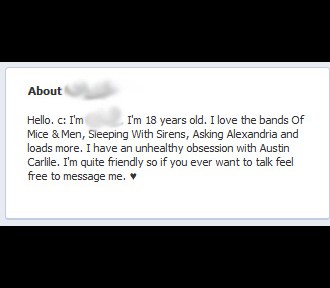 About
Hello. c: I'm I'm 18 years old. I love the bands Of
Mice & Men, Sleeping With Sirens, Asking Alexandria and
loads more. I have an unhealthy obsession with Austin
Carlile. I'm quite friendly so if you ever want to talk feel
free to message me. ♥